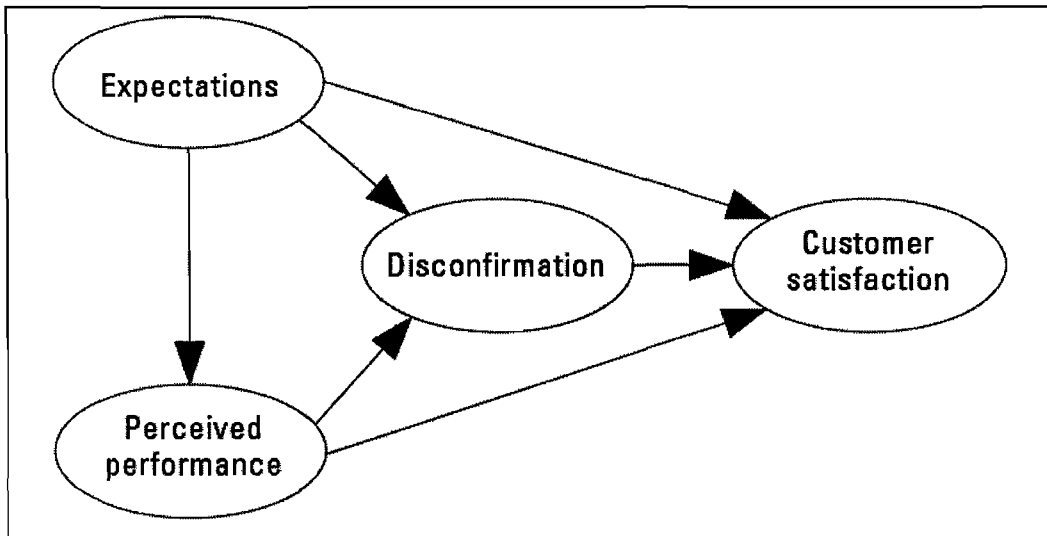 Expectations
Disconfirmation
Customer
satisfaction
Perceived
performance